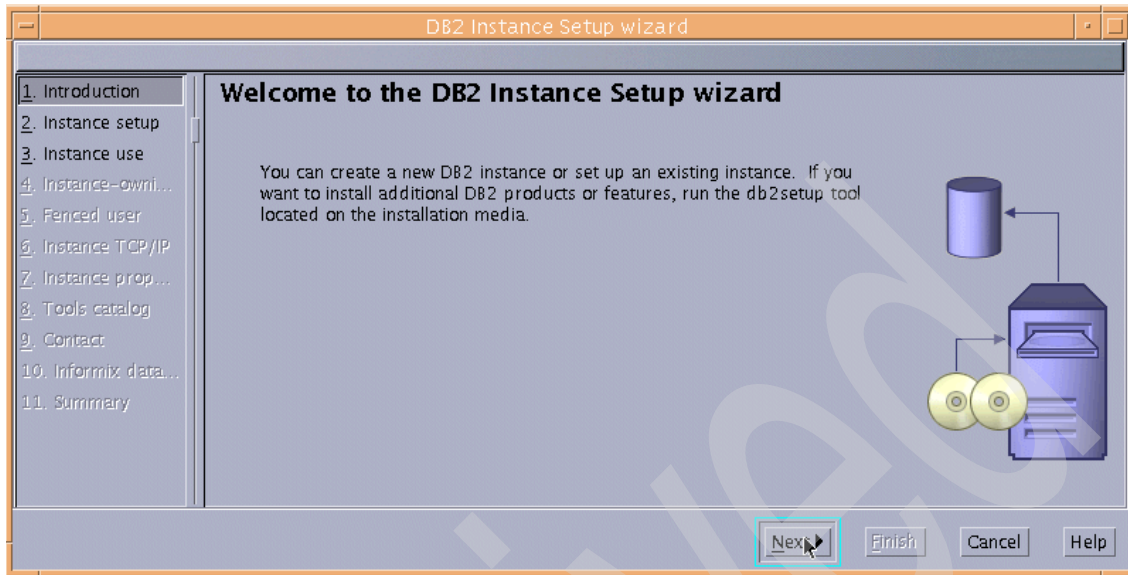 DB2 Instance Setup wizard
1. Introduction
2. Instance setup
3. Instance use
4. Instance-owni...
5. Fenced user
6. Instance TCP/IP
7. Instance prop...
8. Tools catalog
9. Contact
10. Informix data...
11. Summary
Welcome to the DB2 Instance Setup wizard
You can create a new DB2 instance or set up an existing instance. If you
want to install additional DB2 products or features, run the db2setup tool
located on the installation media.
Next
Finish
Cancel
Help